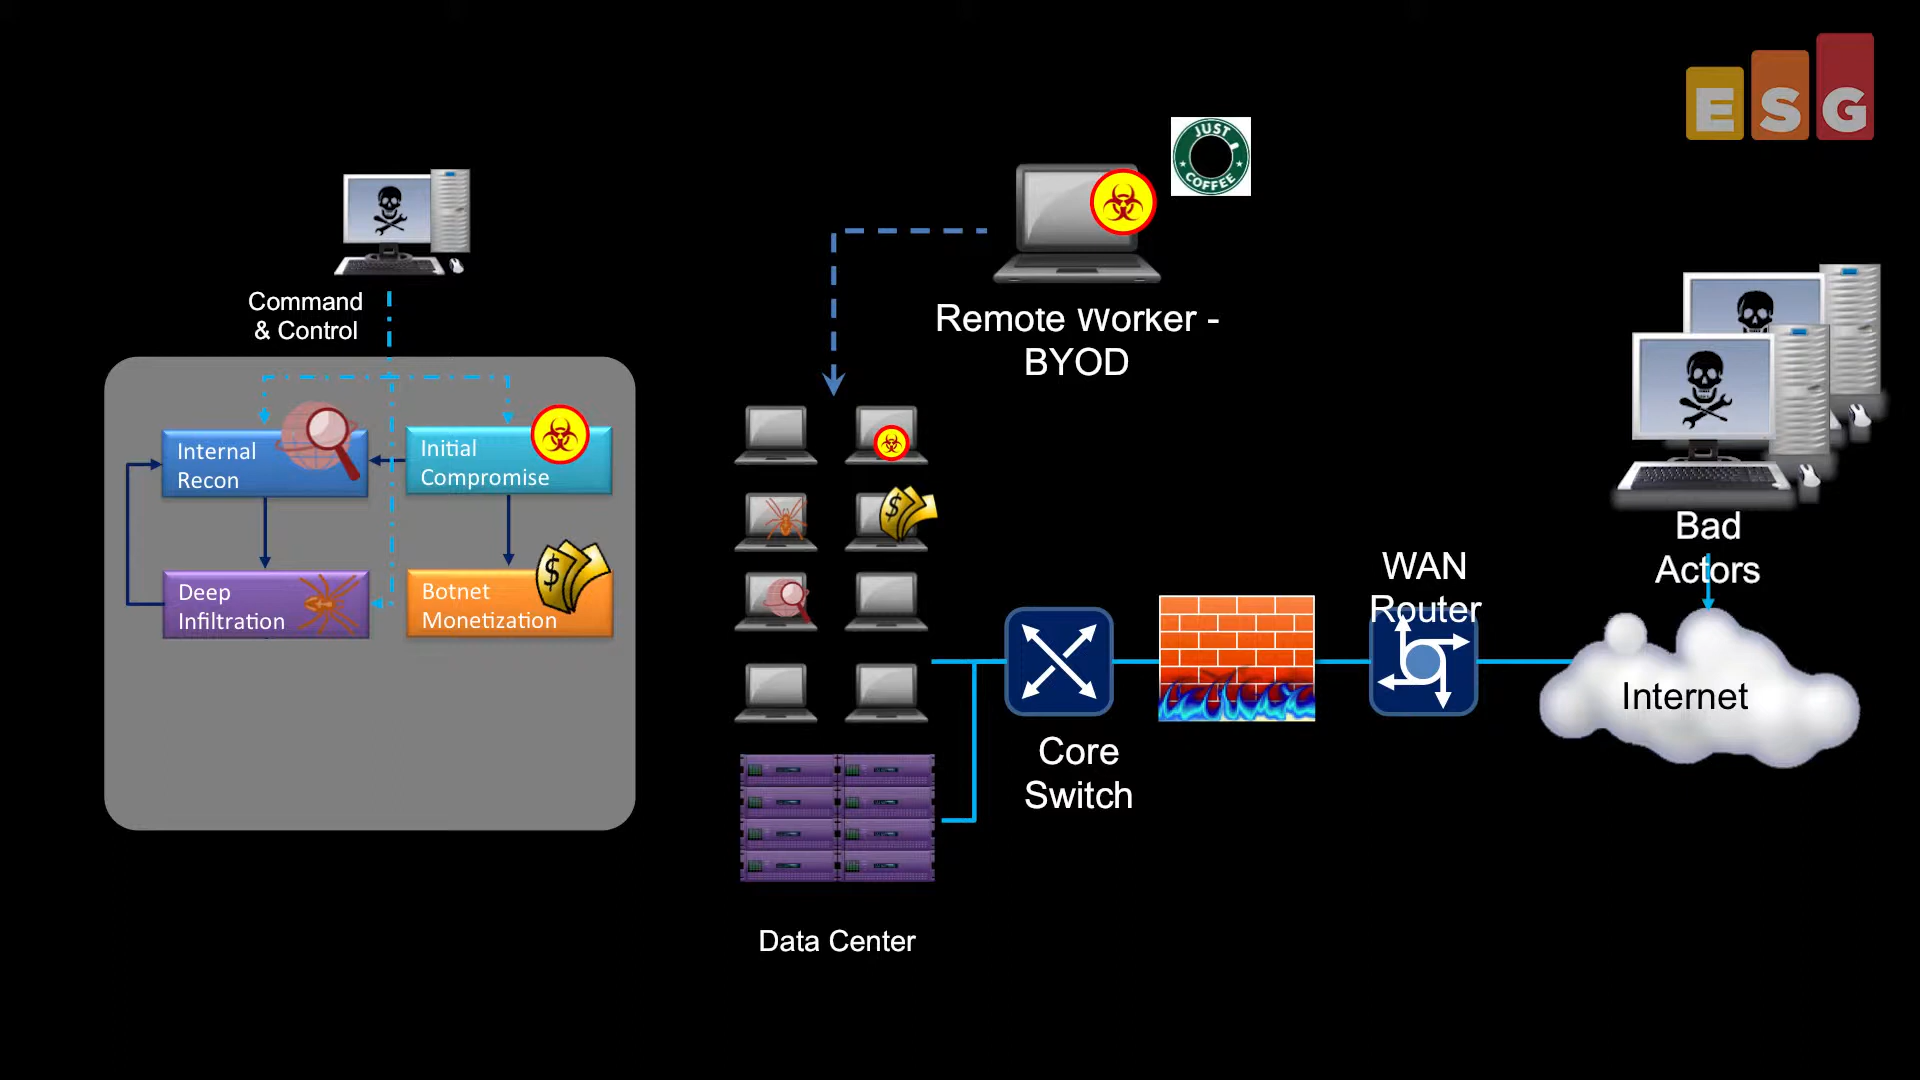 ESG
JUST
COFFEE
Command
& Control
Remote Worker -
BYOD
Internal
Recon
Initial
Compromise
Deep
Infiltration
Botnet
Monetization
$
$
Bad
Actors
WAN
Router
Internet
Core
Switch
Data Center